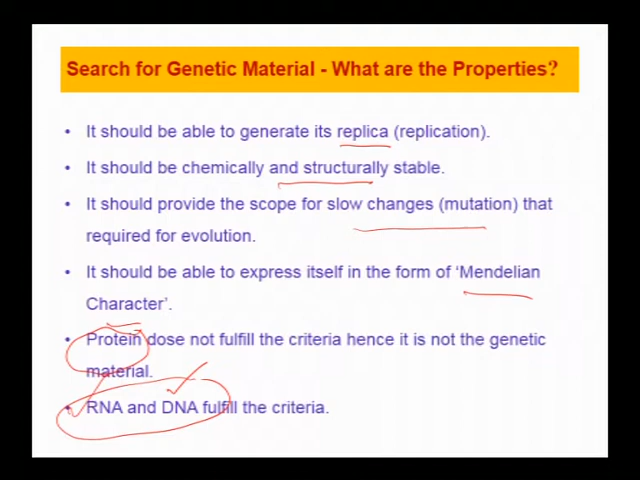 Search for Genetic Material - What are the Properties?
• It should be able to generate its replica (replication).
• It should be chemically and structurally stable.
• It should provide the scope for slow changes (mutation) that
required for evolution.
• It should be able to express itself in the form of ‘Mendelian
Character’.
• Protein dose not fulfill the criteria hence it is not the genetic
material.
• RNA and DNA fulfill the criteria.